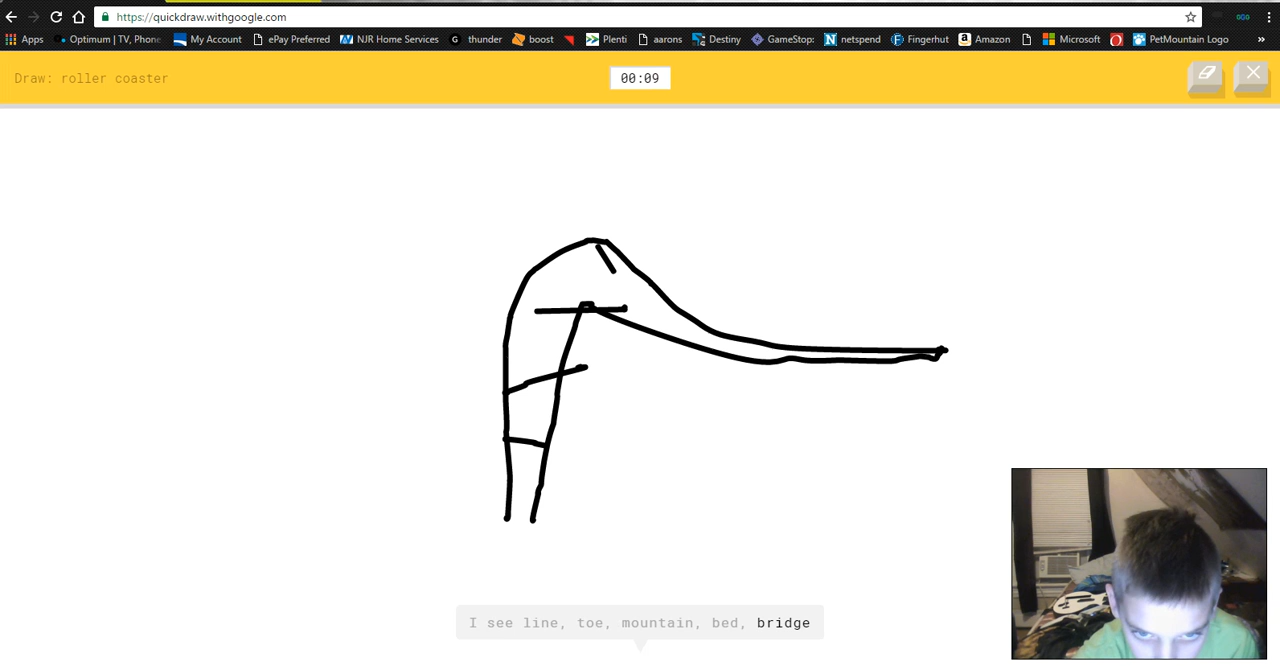 https://quickdraw.withgoogle.com
Apps Optimum | TV, Phone My Account ePay Preferred NJR Home Services thunder boost Plenti aarons Destiny GameStop: netspend Fingerhut Amazon Microsoft PetMountain Logo »
Draw: roller coaster 00:09
I see line, toe, mountain, bed, bridge